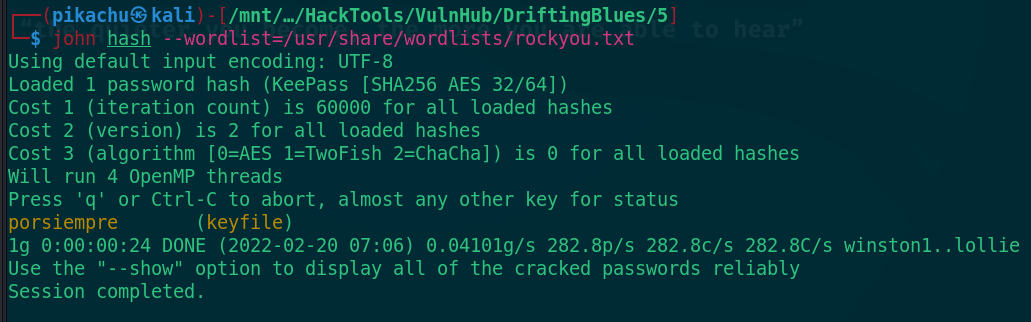 ┌──(pikachu㉿kali)-[/mnt/…/HackTools/VulnHub/DriftingBlues/5]
└─$ john hash --wordlist=/usr/share/wordlists/rockyou.txt
Using default input encoding: UTF-8
Loaded 1 password hash (KeePass [SHA256 AES 32/64])
Cost 1 (iteration count) is 60000 for all loaded hashes
Cost 2 (version) is 2 for all loaded hashes
Cost 3 (algorithm [0=AES 1=TwoFish 2=ChaCha]) is 0 for all loaded hashes
Will run 4 OpenMP threads
Press 'q' or Ctrl-C to abort, almost any other key for status
porsiempre       (keyfile)
1g 0:00:00:24 DONE (2022-02-20 07:06) 0.04101g/s 282.8p/s 282.8c/s 282.8C/s winston1..lollie
Use the "--show" option to display all of the cracked passwords reliably
Session completed.